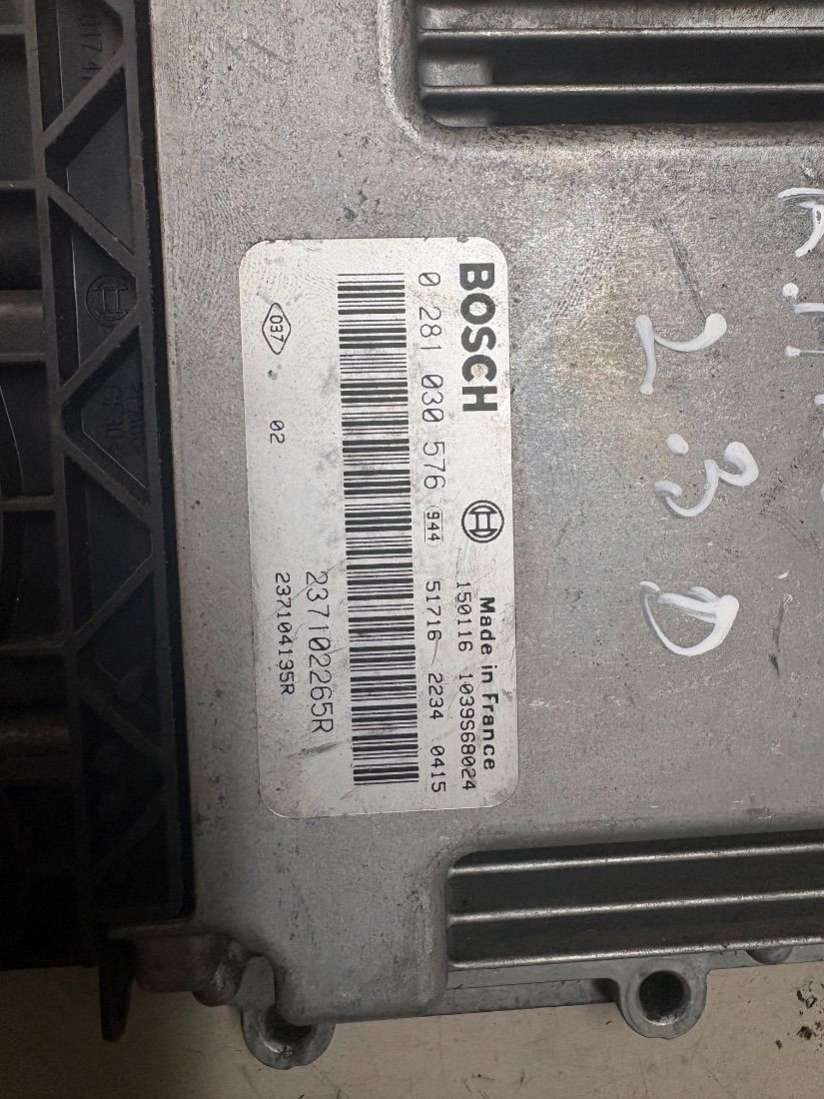 BOSCH
Made in France
150116 1039S68024
0 281 030 576 944 51716 2234 0415
237102265R
237104135R
037
02
2.3 D